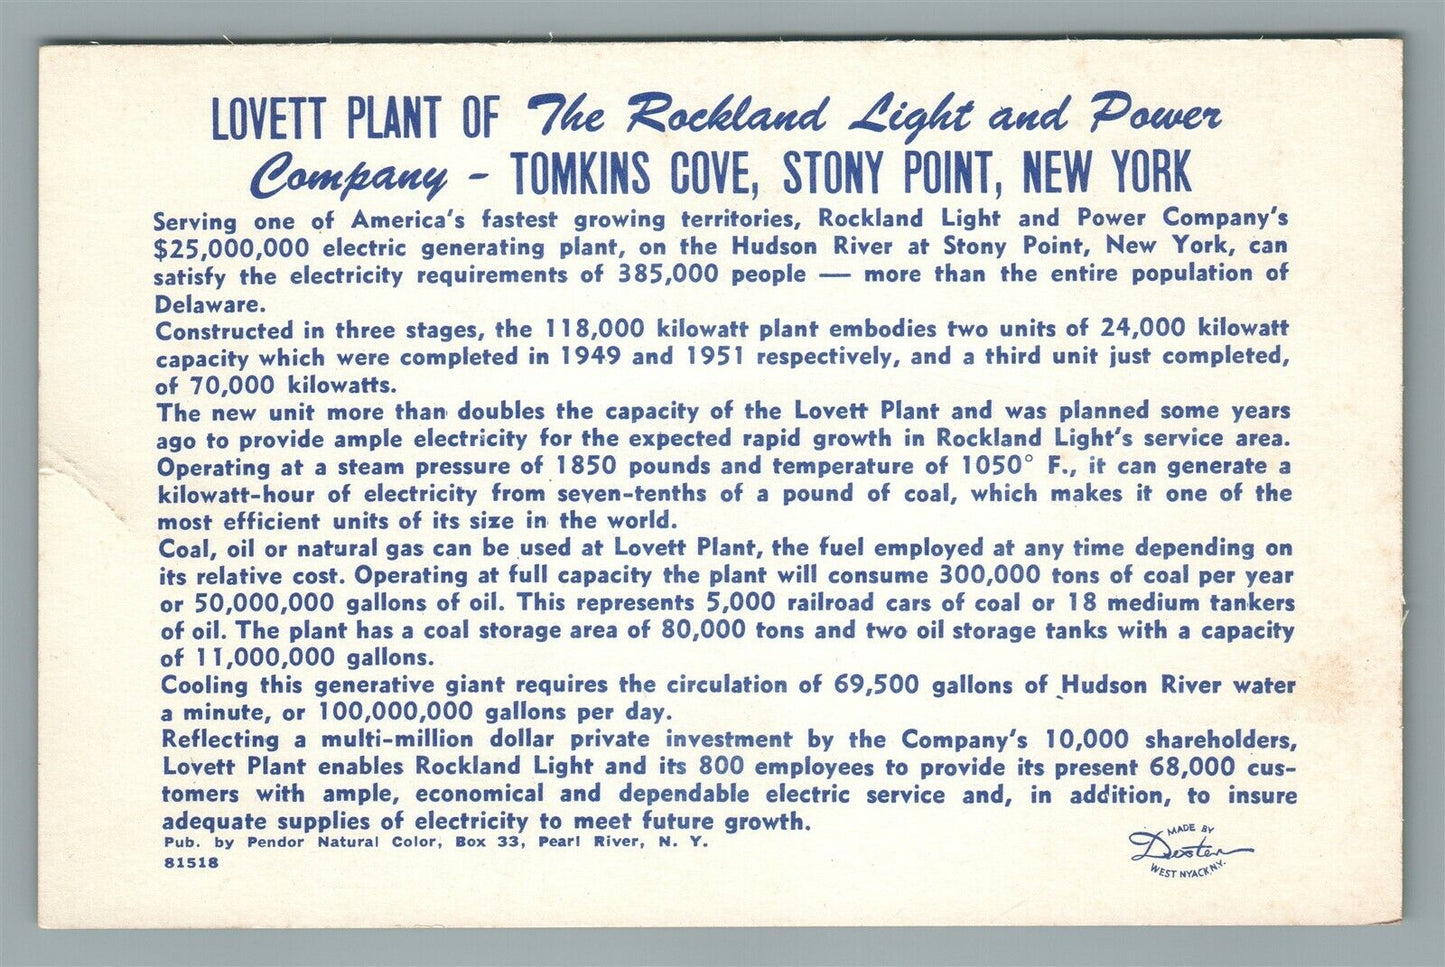 LOVETT PLANT OF The Rockland Light and Power
Company - TOMKINS COVE, STONY POINT, NEW YORK
Serving one of America's fastest growing territories, Rockland Light and Power Company's
$25,000,000 electric generating plant, on the Hudson River at Stony Point, New York, can
satisfy the electricity requirements of 385,000 people — more than the entire population of
Delaware.
Constructed in three stages, the 118,000 kilowatt plant embodies two units of 24,000 kilowatt
capacity which were completed in 1949 and 1951 respectively, and a third unit just completed,
of 70,000 kilowatts.
The new unit more than doubles the capacity of the Lovett Plant and was planned some years
ago to provide ample electricity for the expected rapid growth in Rockland Light's service area.
Operating at a steam pressure of 1850 pounds and temperature of 1050° F., it can generate a
kilowatt-hour of electricity from seven-tenths of a pound of coal, which makes it one of the
most efficient units of its size in the world.
Coal, oil or natural gas can be used at Lovett Plant, the fuel employed at any time depending on
its relative cost. Operating at full capacity the plant will consume 300,000 tons of coal per year
or 50,000,000 gallons of oil. This represents 5,000 railroad cars of coal or 18 medium tankers
of oil. The plant has a coal storage area of 80,000 tons and two oil storage tanks with a capacity
of 11,000,000 gallons.
Cooling this generative giant requires the circulation of 69,500 gallons of Hudson River water
a minute, or 100,000,000 gallons per day.
Reflecting a multi-million dollar private investment by the Company's 10,000 shareholders,
Lovett Plant enables Rockland Light and its 800 employees to provide its present 68,000 cus-
tomers with ample, economical and dependable electric service and, in addition, to insure
adequate supplies of electricity to meet future growth.
Pub. by Pendor Natural Color, Box 33, Pearl River, N. Y.
81518
MADE BY
Dexter
WEST NYACK, N.Y.